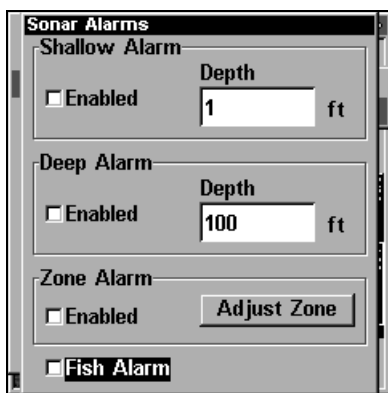 Sonar Alarms
Shallow Alarm
Depth
Enabled
1 ft
Deep Alarm
Depth
Enabled
100 ft
Zone Alarm
Enabled
Adjust Zone
Fish Alarm